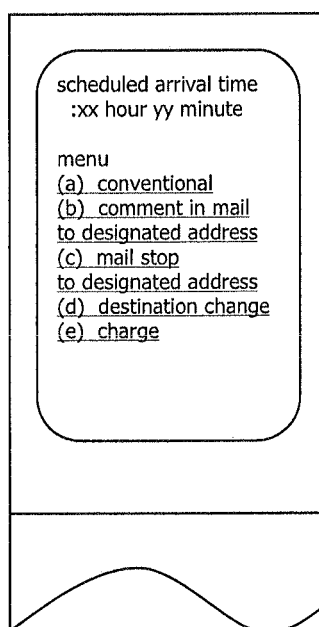 scheduled arrival time
:xx hour yy minute
menu
(a) conventional
(b) comment in mail
to designated address
(c) mail stop
to designated address
(d) destination change
(e) charge